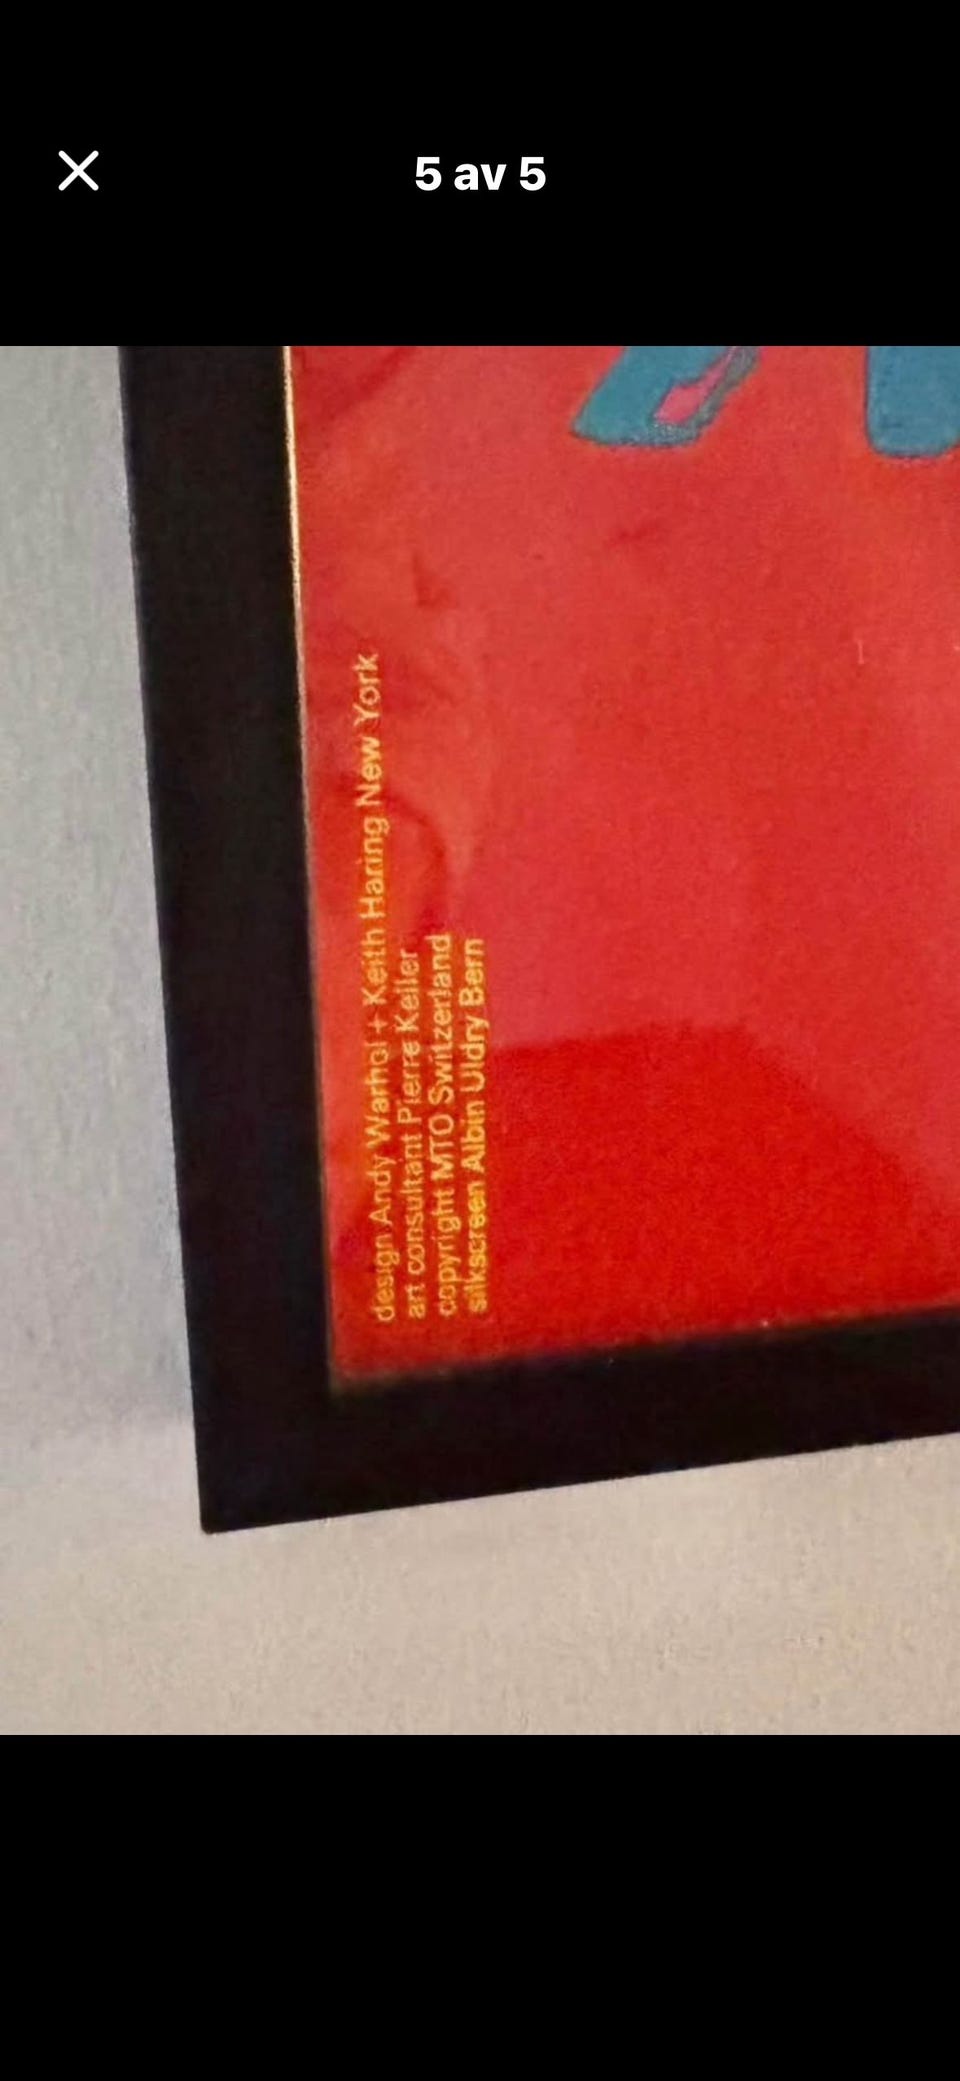 5 av 5
design Andy Warhol + Keith Haring New York
art consultant Pierre Keller
copyright MTO Switzerland
silkscreen Albin Uldry Bern